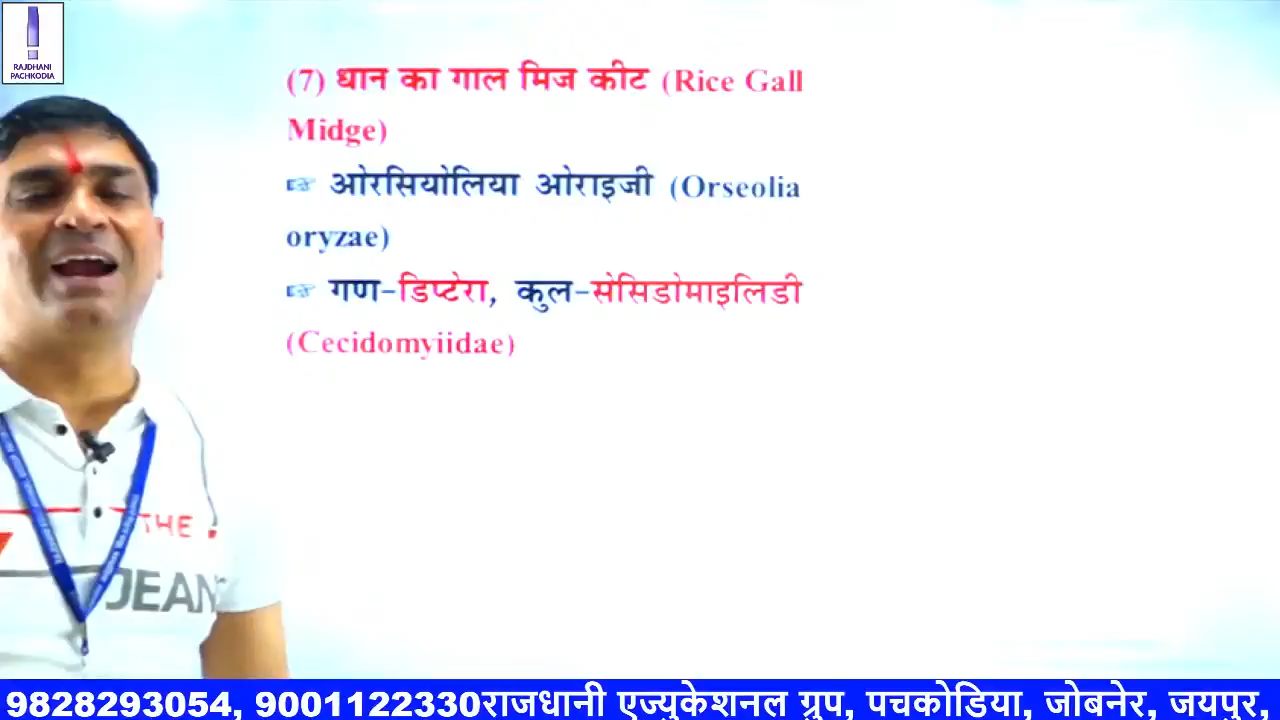 RAJDHANI
PACHKODIA
(7) धान का गाल मिज कीट (Rice Gall
Midge)
☞ ओरसियोलिया ओराइजी (Orseolia
oryzae)
☞ गण-डिप्टेरा, कुल-सेसिडोमाइलिडी
(Cecidomyiidae)
THE
JEAN
9828293054, 9001122330राजधानी एज्युकेशनल ग्रुप, पचकोडिया, जोबनेर, जयपुर,